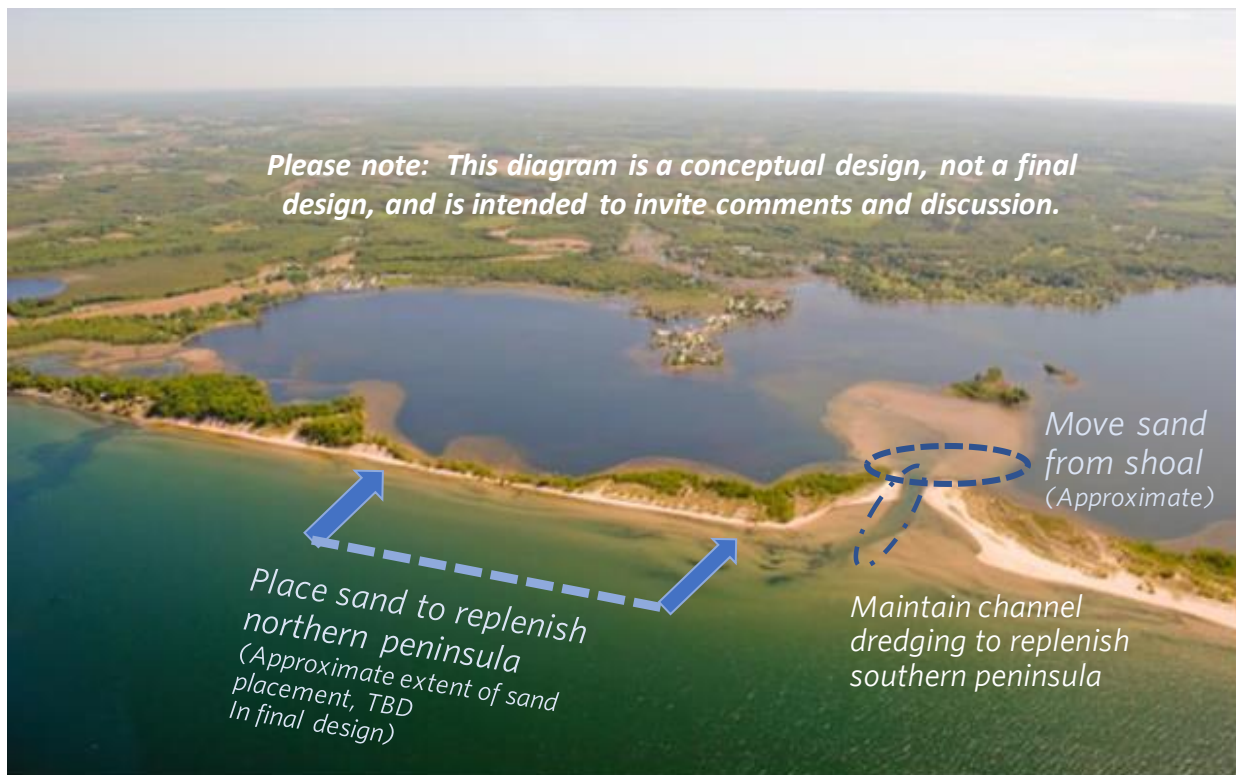 Please note: This diagram is a conceptual design, not a final
design, and is intended to invite comments and discussion.
Move sand
from shoal
(Approximate)
Place sand to replenish
northern peninsula
(Approximate extent of sand
placement, TBD
In final design)
Maintain channel
dredging to replenish
southern peninsula